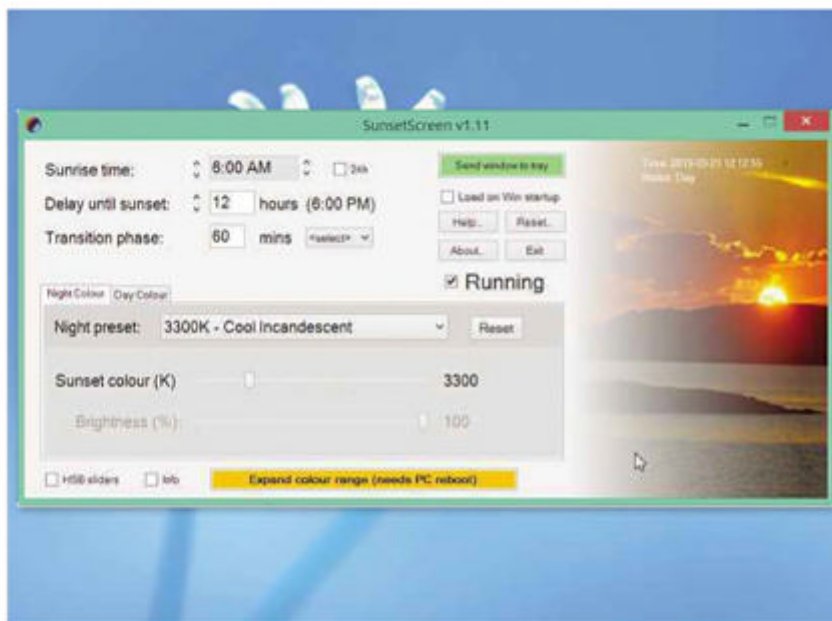 SunsetScreen v1.11
Sunrise time: 6:00 AM 24h
Send window to tray
Delay until sunset: 12 hours (6:00 PM)
Load on Win startup
Transition phase: 60 mins <select>
Help.. Reset..
About.. Exit
Running
Night Colour Day Colour
Night preset: 3300K - Cool Incandescent Reset
Sunset colour (K) 3300
Brightness (%) 100
HSB sliders Info Expand colour range (needs PC reboot)